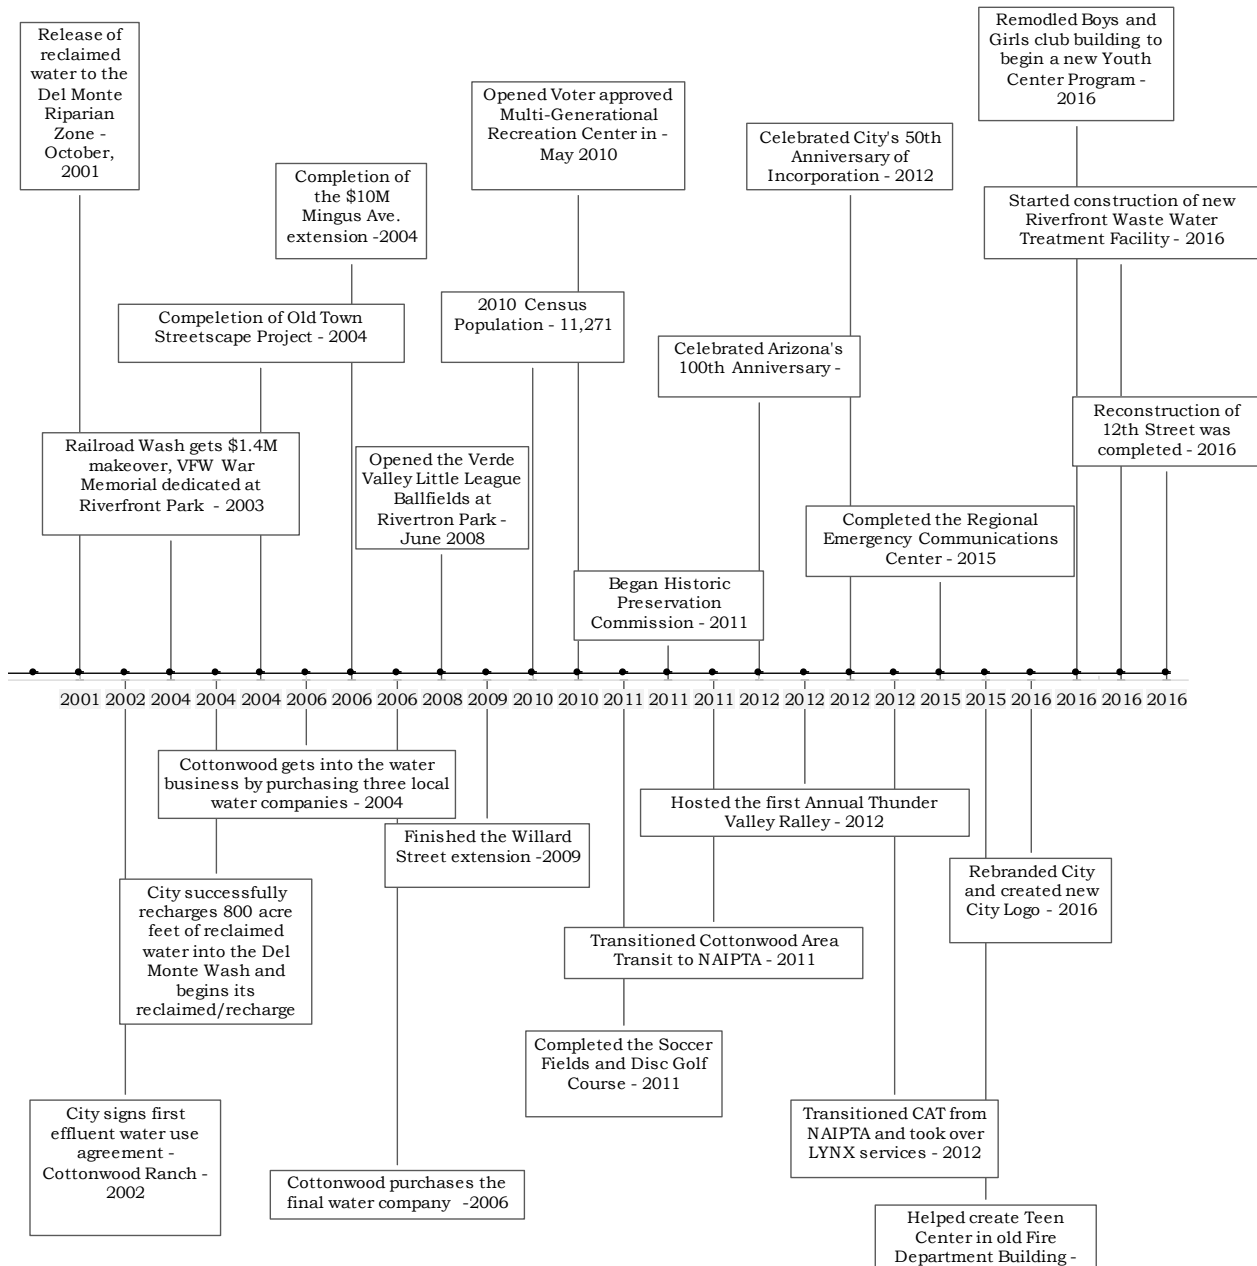 Release of
reclaimed
water to the
Del Monte
Riparian
Zone -
October,
2001
Remodled Boys and
Girls club building to
begin a new Youth
Center Program -
2016
Opened Voter approved
Multi-Generational
Recreation Center in -
May 2010
Celebrated City's 50th
Anniversary of
Incorporation - 2012
Completion of
the $10M
Mingus Ave.
extension -2004
Started construction of new
Riverfront Waste Water
Treatment Facility - 2016
Compeletion of Old Town
Streetscape Project - 2004
2010 Census
Population - 11,271
Celebrated Arizona's
100th Anniversary -
Reconstruction of
12th Street was
completed - 2016
Railroad Wash gets $1.4M
makeover, VFW War
Memorial dedicated at
Riverfront Park - 2003
Opened the Verde
Valley Little League
Ballfields at
Rivertron Park -
June 2008
Completed the Regional
Emergency Communications
Center - 2015
Began Historic
Preservation
Commission - 2011
2001 2002 2004 2004 2004 2006 2006 2006 2008 2009 2010 2010 2011 2011 2011 2012 2012 2012 2012 2015 2015 2016 2016 2016 2016
Cottonwood gets into the water
business by purchasing three local
water companies - 2004
Hosted the first Annual Thunder
Valley Ralley - 2012
Finished the Willard
Street extension -2009
Rebranded City
and created new
City Logo - 2016
City successfully
recharges 800 acre
feet of reclaimed
water into the Del
Monte Wash and
begins its
reclaimed/recharge
Transitioned Cottonwood Area
Transit to NAIPTA - 2011
Completed the Soccer
Fields and Disc Golf
Course - 2011
City signs first
effluent water use
agreement -
Cottonwood Ranch -
2002
Transitioned CAT from
NAIPTA and took over
LYNX services - 2012
Cottonwood purchases the
final water company -2006
Helped create Teen
Center in old Fire
Department Building -